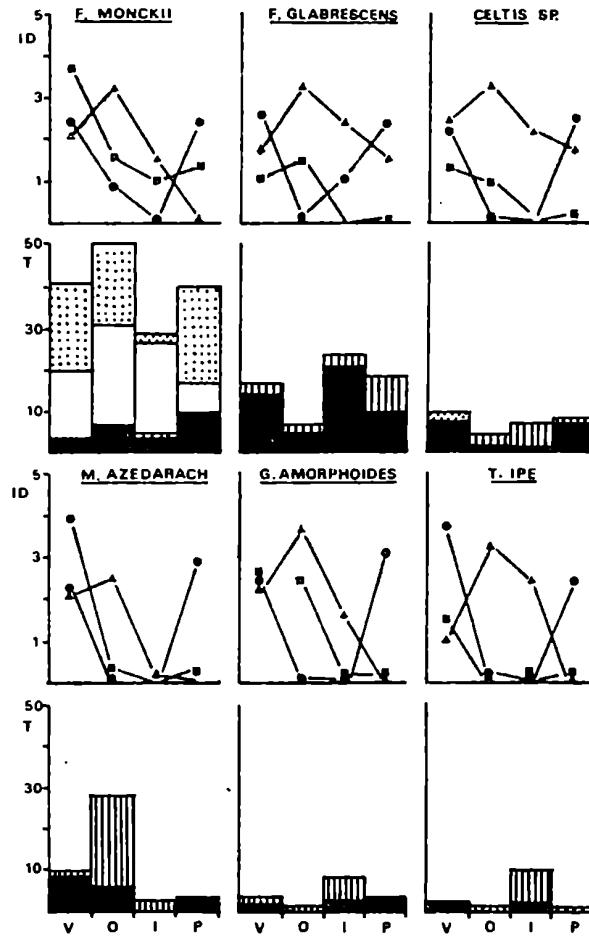 F. MONCKII F. GLABRESCENS CELTIS SP.
5
ID
3
1
50
T
30
10
M. AZEDARACH G. AMORPHOIDES T. IPE
5
ID
3
1
50
T
30
10
V O I P V O I P V O I P